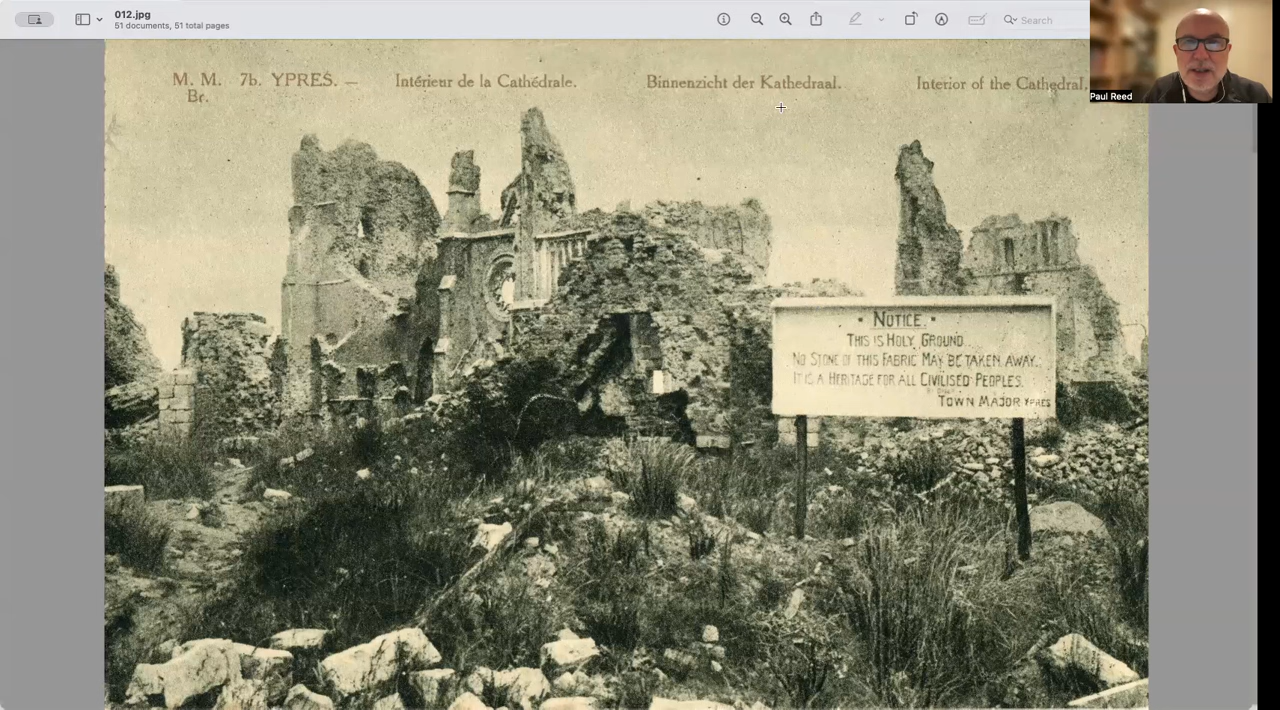 012.jpg
51 documents, 51 total pages
Search
Paul Reed
M. M. 7b. YPRES. — Intérieur de la Cathédrale. Binnenzicht der Kathedraal. Interior of the Cathedral.
Br.
• NOTICE. •
THIS IS HOLY GROUND
NO STONE OF THIS FABRIC MAY BE TAKEN AWAY.
IT IS A HERITAGE FOR ALL CIVILISED PEOPLES.
TOWN MAJOR YPRES